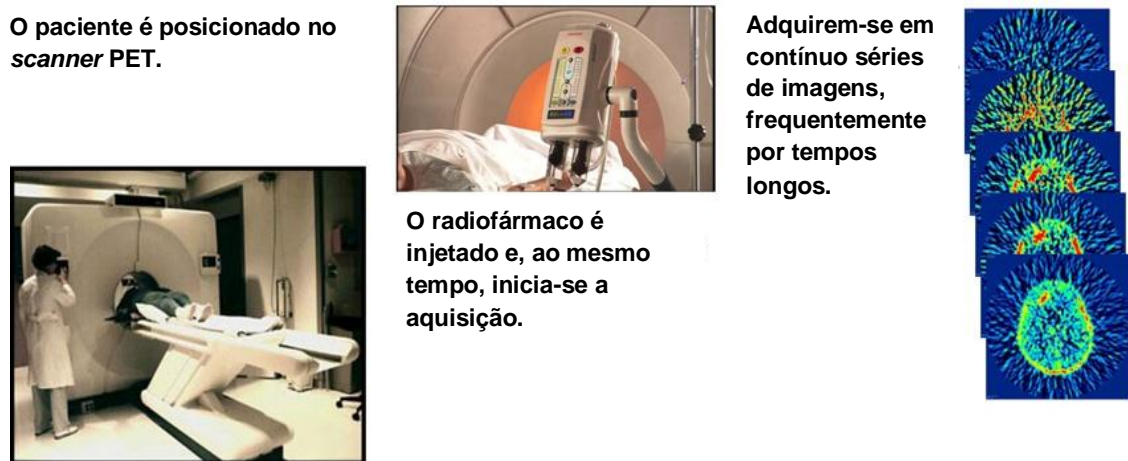 O paciente é posicionado no
scanner PET.
O radiofármaco é
injetado e, ao mesmo
tempo, inicia-se a
aquisição.
Adquirem-se em
contínuo séries
de imagens,
frequentemente
por tempos
longos.